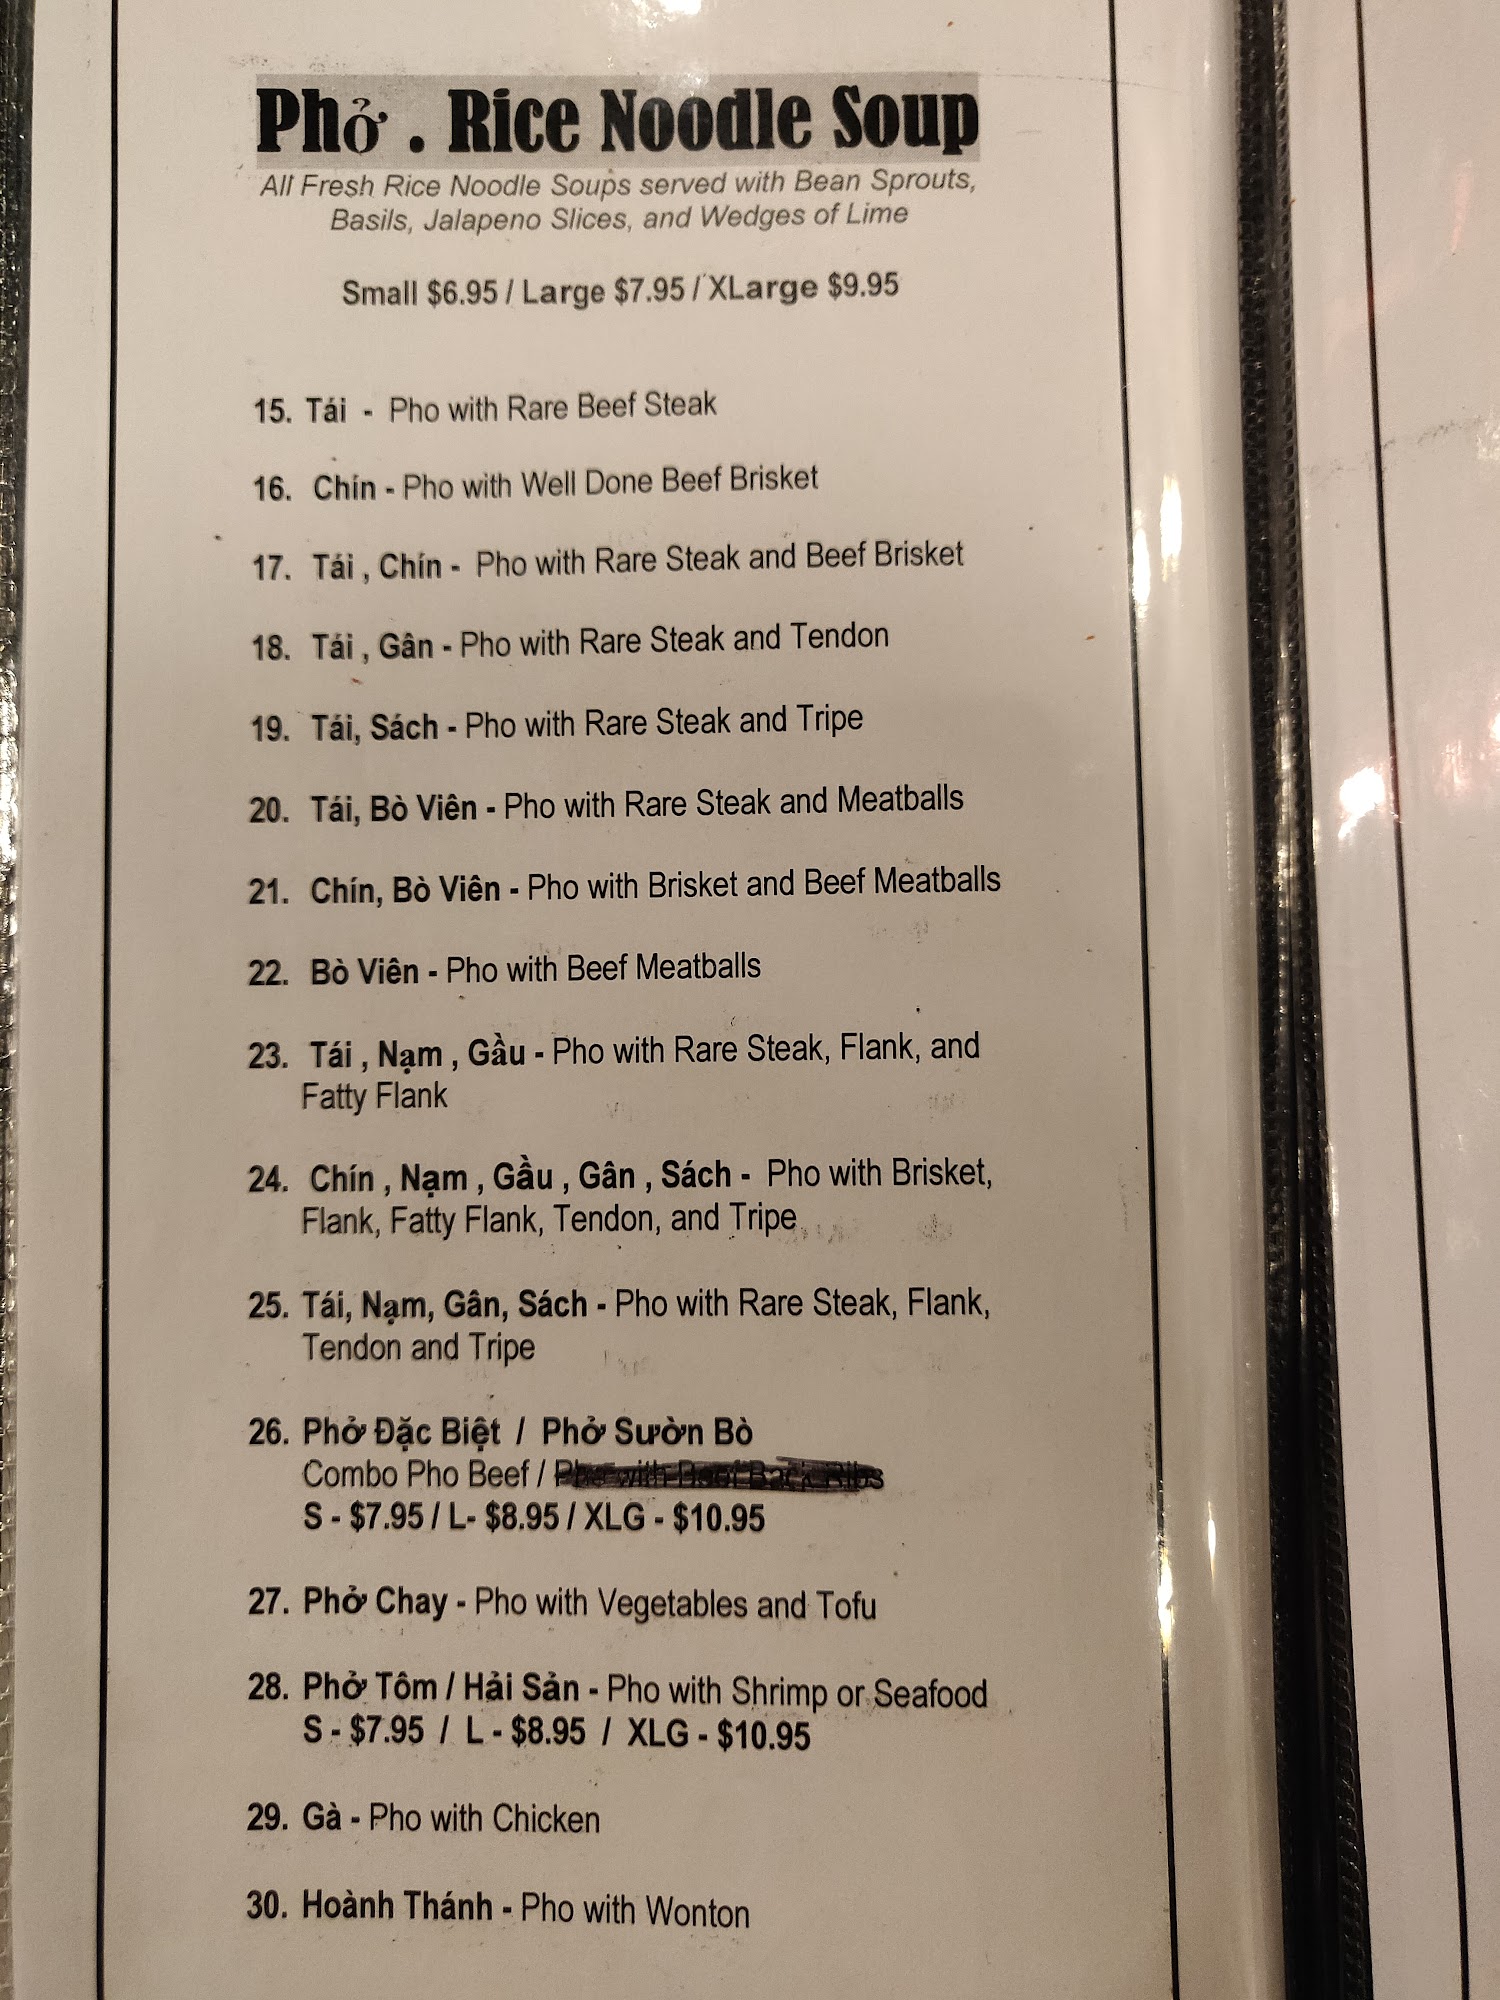 Phở . Rice Noodle Soup
All Fresh Rice Noodle Soups served with Bean Sprouts,
Basils, Jalapeno Slices, and Wedges of Lime
Small $6.95 / Large $7.95 / XLarge $9.95
15. Tái - Pho with Rare Beef Steak
16. Chín - Pho with Well Done Beef Brisket
17. Tái , Chín - Pho with Rare Steak and Beef Brisket
18. Tái , Gân - Pho with Rare Steak and Tendon
19. Tái, Sách - Pho with Rare Steak and Tripe
20. Tái, Bò Viên - Pho with Rare Steak and Meatballs
21. Chín, Bò Viên - Pho with Brisket and Beef Meatballs
22. Bò Viên - Pho with Beef Meatballs
23. Tái , Nạm , Gầu - Pho with Rare Steak, Flank, and
Fatty Flank
24. Chín , Nạm , Gầu , Gân , Sách - Pho with Brisket,
Flank, Fatty Flank, Tendon, and Tripe
25. Tái, Nạm, Gân, Sách - Pho with Rare Steak, Flank,
Tendon and Tripe
26. Phở Đặc Biệt / Phở Sườn Bò
Combo Pho Beef / Pho with Beef Back Ribs
S - $7.95 / L- $8.95 / XLG - $10.95
27. Phở Chay - Pho with Vegetables and Tofu
28. Phở Tôm / Hải Sản - Pho with Shrimp or Seafood
S - $7.95 / L - $8.95 / XLG - $10.95
29. Gà - Pho with Chicken
30. Hoành Thánh - Pho with Wonton